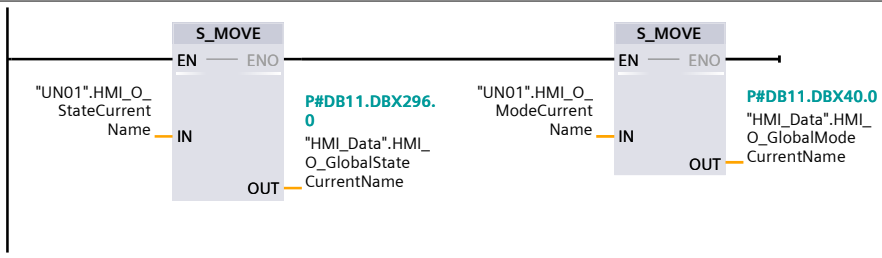 S_MOVE
EN
ENO
"UN01".HMI_O_
StateCurrent
Name
IN
P#DB11.DBX296.
0
"HMI_Data".HMI_
O_GlobalState
CurrentName
OUT
S_MOVE
EN
ENO
"UN01".HMI_O_
ModeCurrent
Name
IN
P#DB11.DBX40.0
"HMI_Data".HMI_
O_GlobalMode
CurrentName
OUT